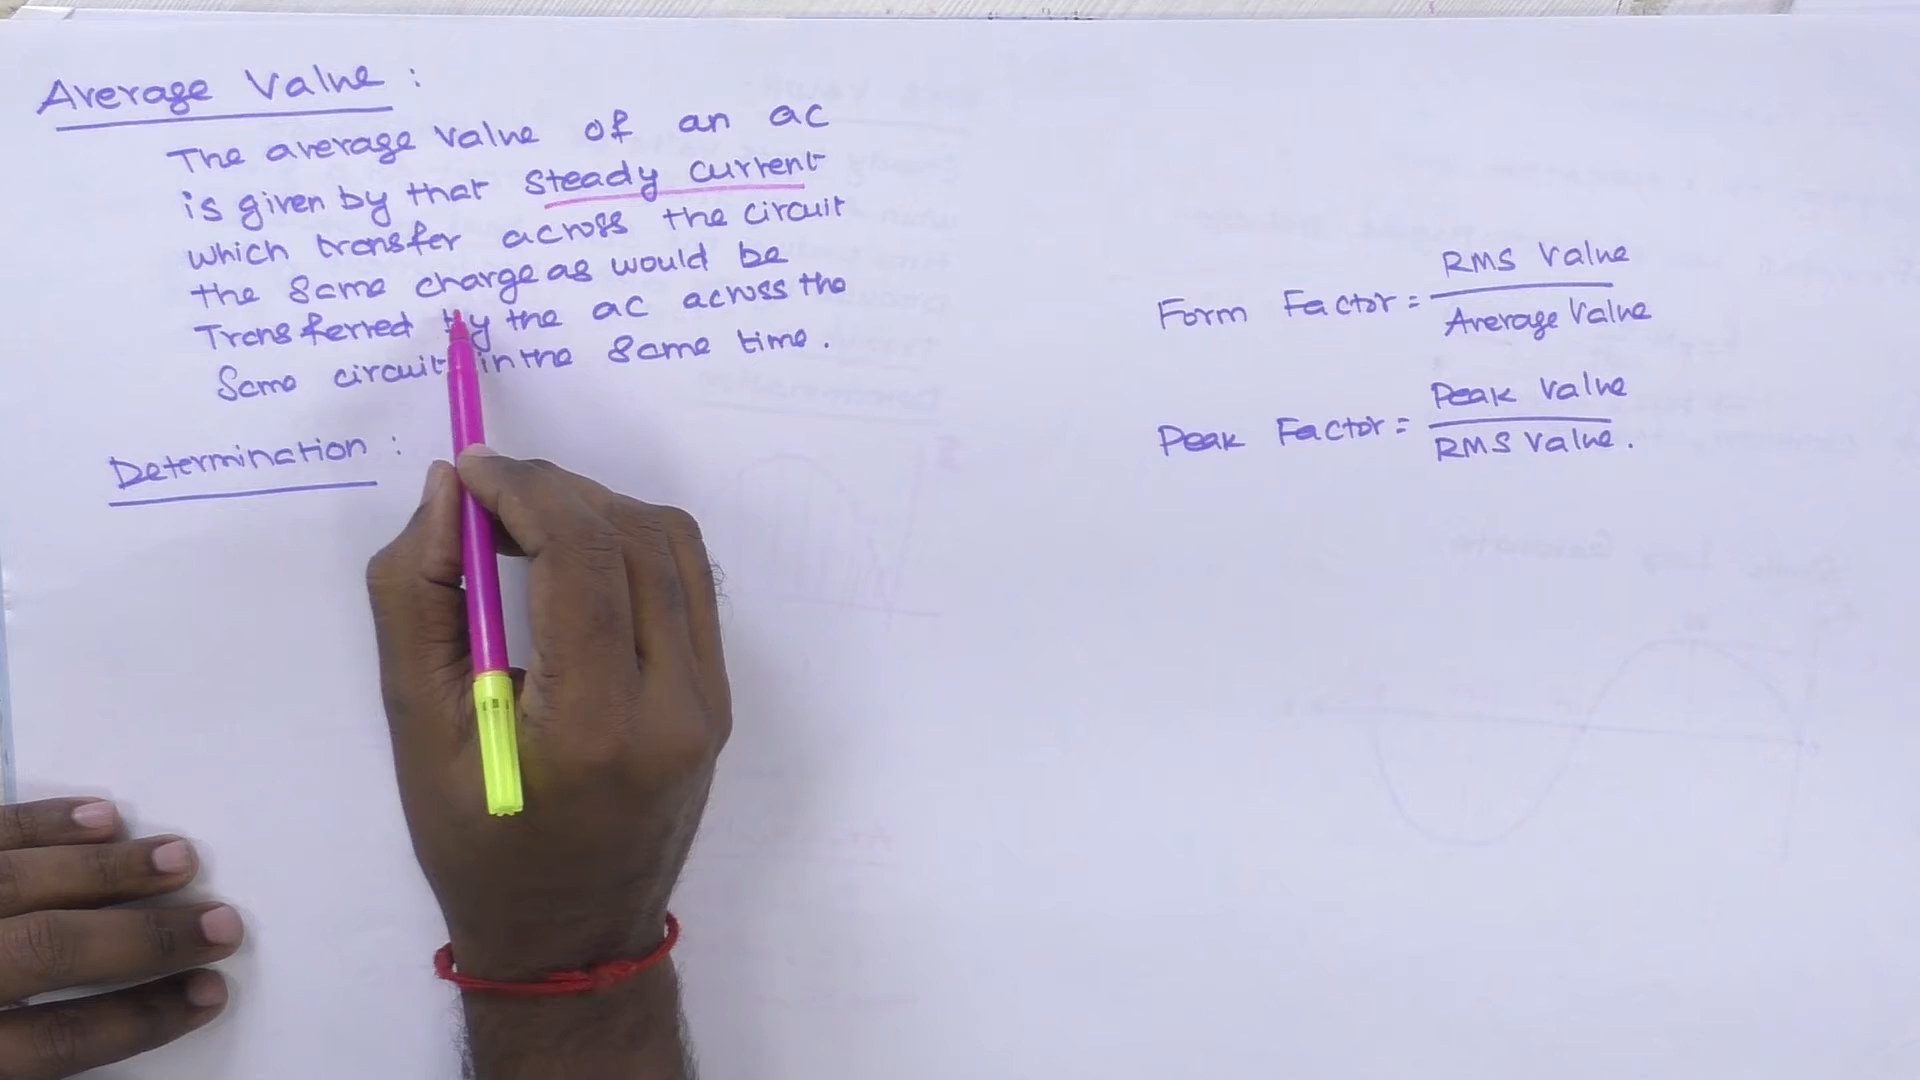 Average Value :
The average value of an ac
is given by that steady current
which transfer across the circuit
the same charge as would be
Transferred by the ac across the
Same circuit in the same time.
Determination :
Form Factor = RMS Value
Average Value
Peak Factor = Peak Value
RMS Value.